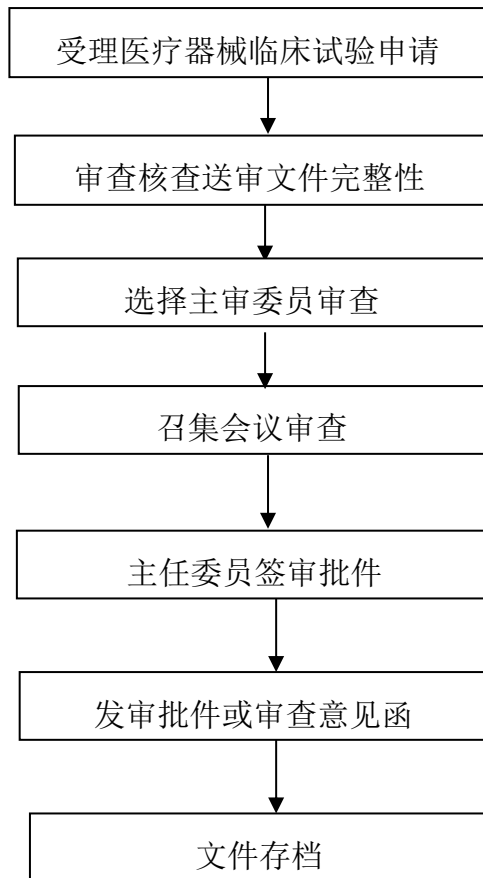 受理医疗器械临床试验申请
审查核查送审文件完整性
选择主审委员审查
召集会议审查
主任委员签审批件
发审批件或审查意见函
文件存档